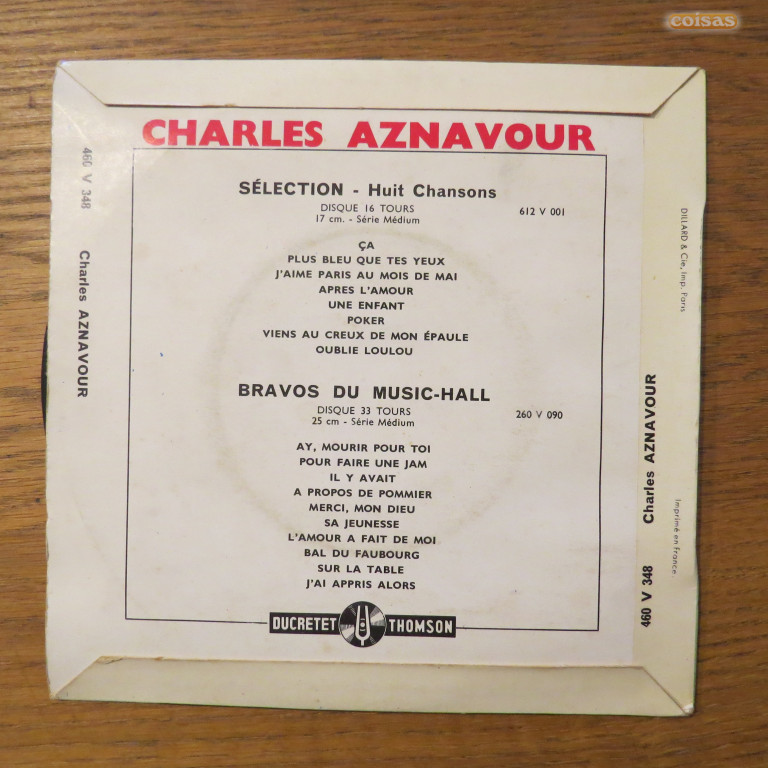 coisas
CHARLES AZNAVOUR
SÉLECTION - Huit Chansons
DISQUE 16 TOURS
17 cm. - Série Médium
612 V 001
ÇA
PLUS BLEU QUE TES YEUX
J'AIME PARIS AU MOIS DE MAI
APRES L'AMOUR
UNE ENFANT
POKER
VIENS AU CREUX DE MON ÉPAULE
OUBLIE LOULOU
BRAVOS DU MUSIC-HALL
DISQUE 33 TOURS
25 cm - Série Médium
260 V 090
AY, MOURIR POUR TOI
POUR FAIRE UNE JAM
IL Y AVAIT
A PROPOS DE POMMIER
MERCI, MON DIEU
SA JEUNESSE
L'AMOUR A FAIT DE MOI
BAL DU FAUBOURG
SUR LA TABLE
J'AI APPRIS ALORS
DUCRETET THOMSON
460 V 348 Charles AZNAVOUR
460 V 348 Charles AZNAVOUR
DILLARD & Cie, Imp. Paris
Imprimé en France.